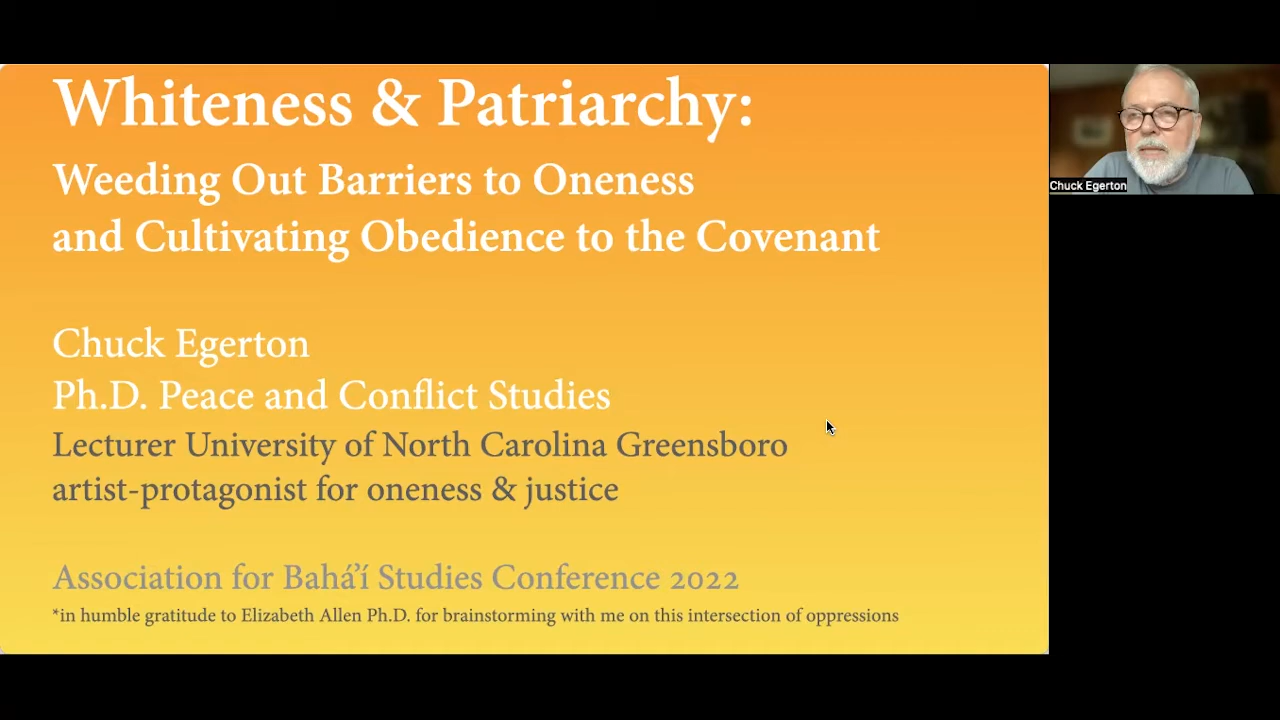 Whiteness & Patriarchy:
Weeding Out Barriers to Oneness
and Cultivating Obedience to the Covenant
Chuck Egerton
Ph.D. Peace and Conflict Studies
Lecturer University of North Carolina Greensboro
artist-protagonist for oneness & justice
Association for Bahá’í Studies Conference 2022
*in humble gratitude to Elizabeth Allen Ph.D. for brainstorming with me on this intersection of oppressions
Chuck Egerton